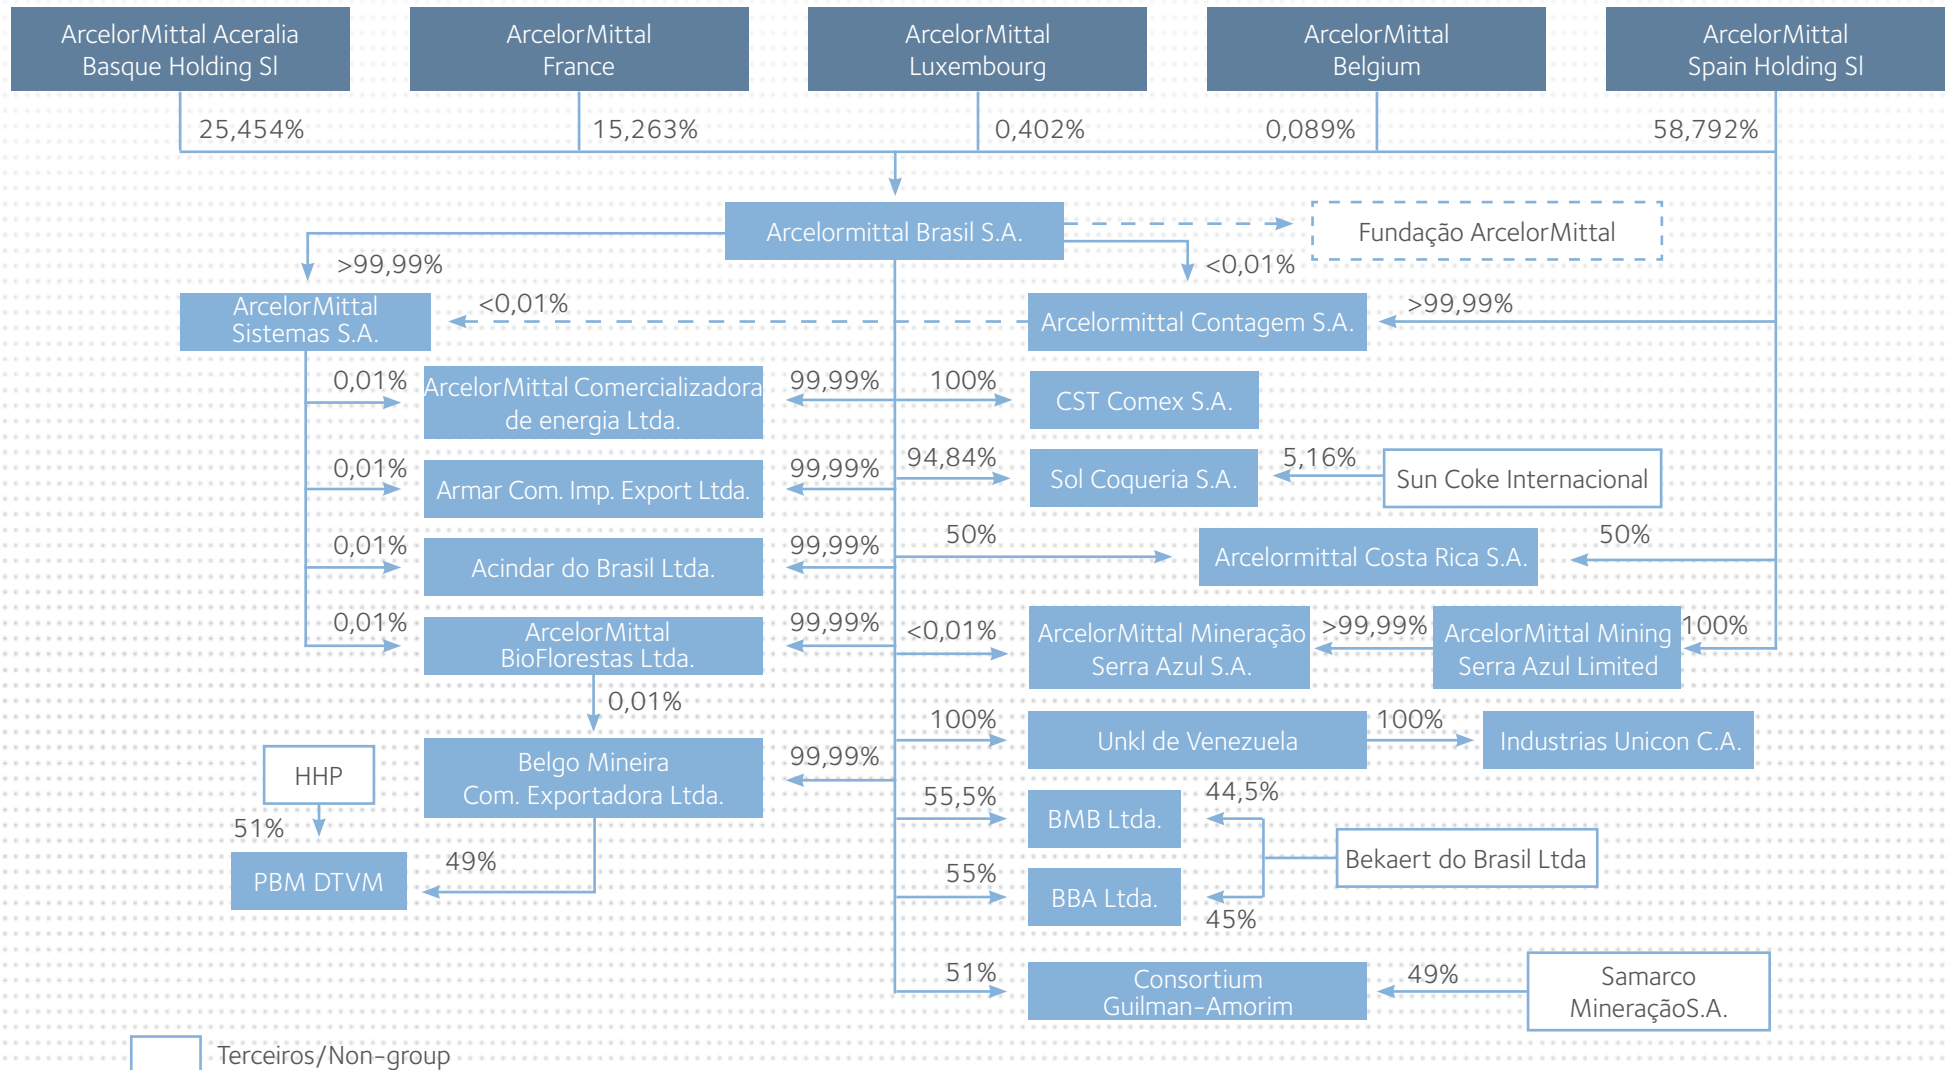 ArcelorMittal Aceralia
Basque Holding Sl
ArcelorMittal
France
ArcelorMittal
Luxembourg
ArcelorMittal
Belgium
ArcelorMittal
Spain Holding Sl
25,454%
15,263%
0,402%
0,089%
58,792%
Arcelormittal Brasil S.A.
Fundação ArcelorMittal
>99,99%
<0,01%
ArcelorMittal
Sistemas S.A.
<0,01%
Arcelormittal Contagem S.A.
>99,99%
0,01%
ArcelorMittal Comercializadora
de energia Ltda.
99,99%
100%
CST Comex S.A.
0,01%
Armar Com. Imp. Export Ltda.
99,99%
94,84%
Sol Coqueria S.A.
5,16%
Sun Coke Internacional
0,01%
Acindar do Brasil Ltda.
99,99%
50%
Arcelormittal Costa Rica S.A.
50%
0,01%
ArcelorMittal
BioFlorestas Ltda.
99,99%
<0,01%
ArcelorMittal Mineração
Serra Azul S.A.
>99,99%
ArcelorMittal Mining
Serra Azul Limited
100%
0,01%
100%
Unkl de Venezuela
100%
Industrias Unicon C.A.
HHP
Belgo Mineira
Com. Exportadora Ltda.
99,99%
55,5%
BMB Ltda.
44,5%
51%
PBM DTVM
49%
Bekaert do Brasil Ltda
55%
BBA Ltda.
45%
51%
Consortium
Guilman-Amorim
49%
Samarco
MineraçãoS.A.
Terceiros/Non-group